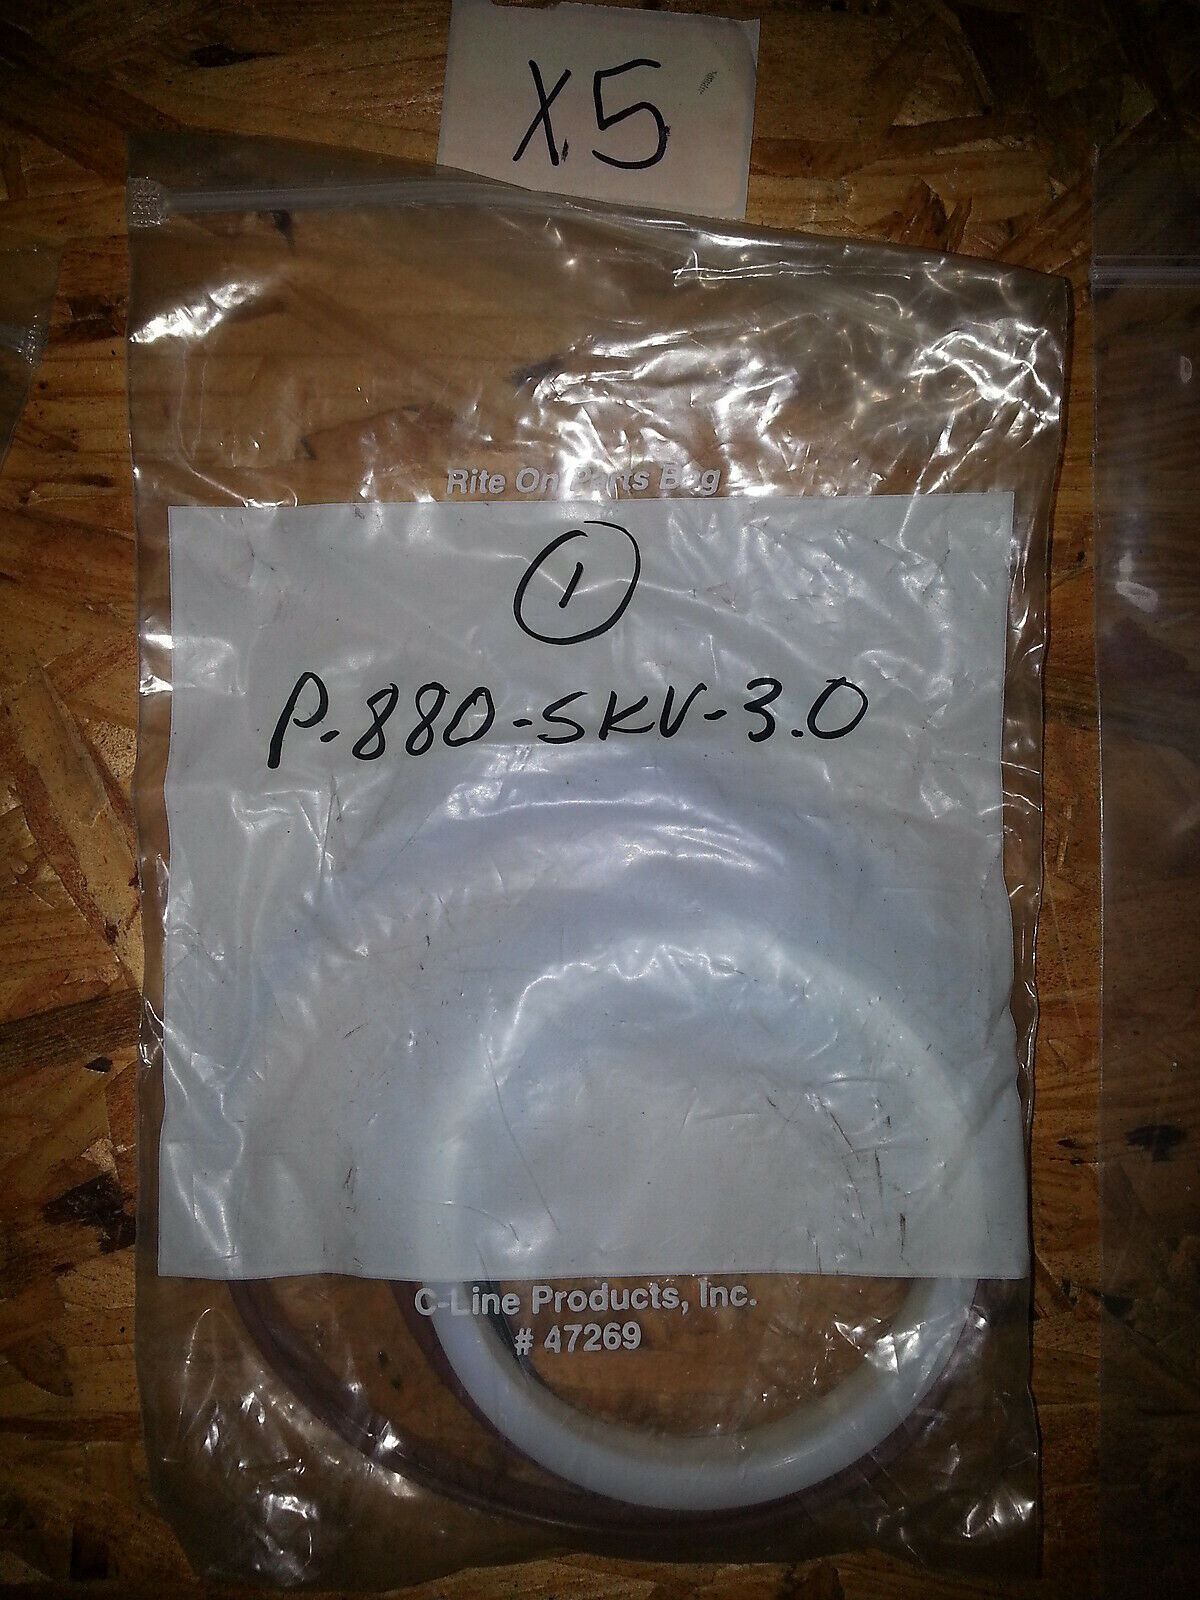 X5
Rite On Parts Bag
1
P-880-SKV-3.0
C-Line Products, Inc.
# 47269